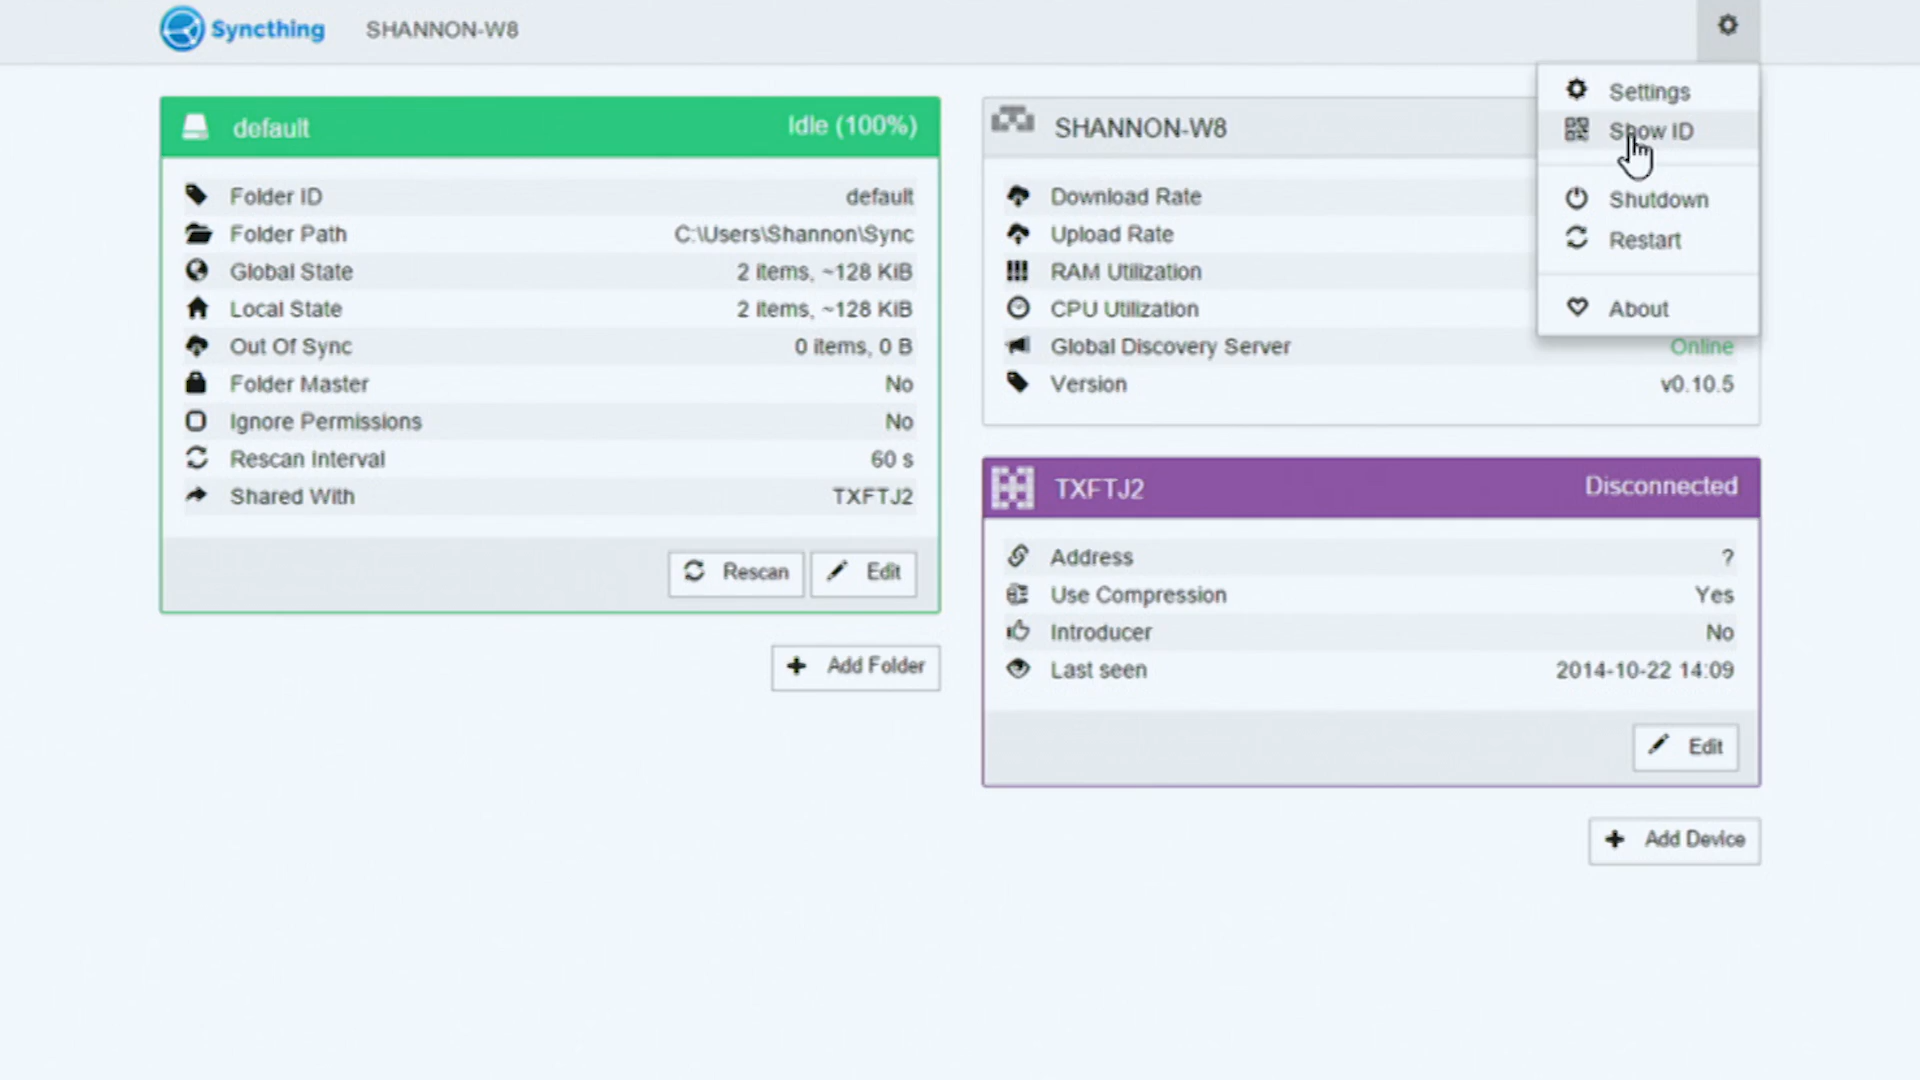 Syncthing SHANNON-W8
Settings
Show ID
Shutdown
Restart
About
default Idle (100%)
Folder ID default
Folder Path C:\Users\Shannon\Sync
Global State 2 items, ~128 KiB
Local State 2 items, ~128 KiB
Out Of Sync 0 items, 0 B
Folder Master No
Ignore Permissions No
Rescan Interval 60 s
Shared With TXFTJ2
Rescan Edit
Add Folder
SHANNON-W8
Download Rate
Upload Rate
RAM Utilization
CPU Utilization
Global Discovery Server Online
Version v0.10.5
TXFTJ2 Disconnected
Address ?
Use Compression Yes
Introducer No
Last seen 2014-10-22 14:09
Edit
Add Device